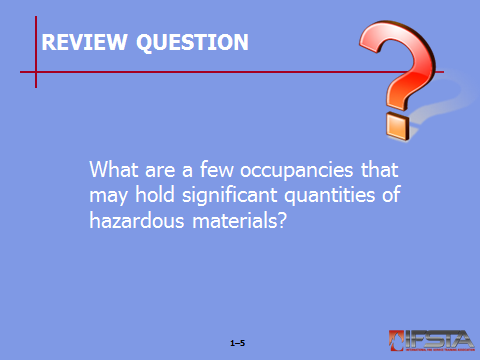 REVIEW QUESTION
What are a few occupancies that
may hold significant quantities of
hazardous materials?
1–5
IFSTA